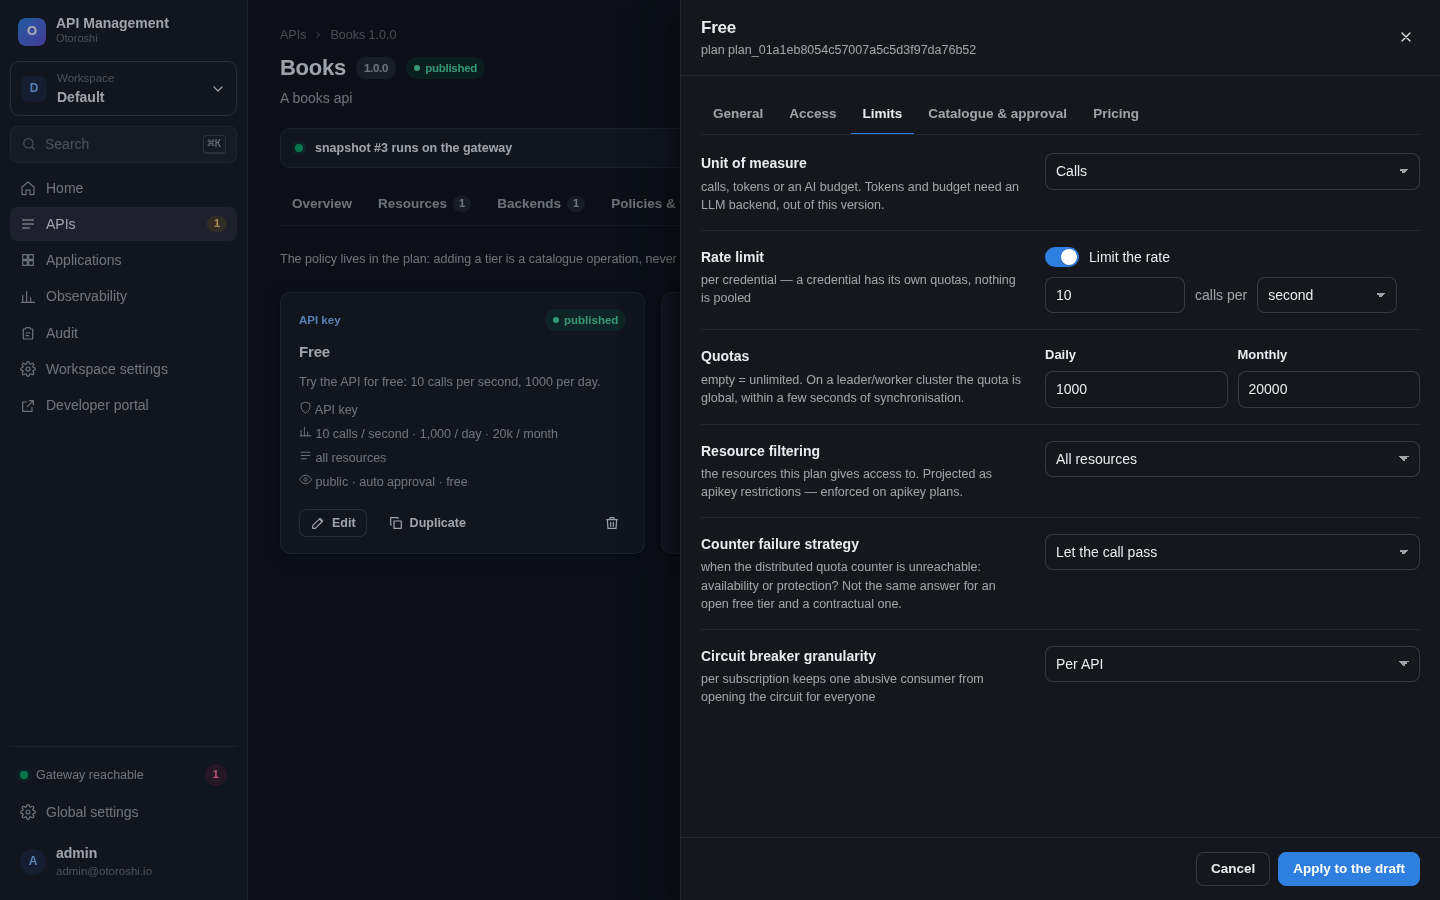 O
API Management
Otoroshi
D
Workspace
Default
Search
⌘K
Home
APIs
1
Applications
Observability
Audit
Workspace settings
Developer portal
Gateway reachable
1
Global settings
A
admin
admin@otoroshi.io
APIs
Books 1.0.0
Books
1.0.0
published
A books api
snapshot #3 runs on the gateway
Overview
Resources 1
Backends 1
Policies &
The policy lives in the plan: adding a tier is a catalogue operation, never
API key
published
Free
Try the API for free: 10 calls per second, 1000 per day.
API key
10 calls / second · 1,000 / day · 20k / month
all resources
public · auto approval · free
Edit
Duplicate
Free
plan plan_01a1eb8054c57007a5c5d3f97da76b52
General
Access
Limits
Catalogue & approval
Pricing
Unit of measure
calls, tokens or an AI budget. Tokens and budget need an
LLM backend, out of this version.
Calls
Rate limit
per credential — a credential has its own quotas, nothing
is pooled
Limit the rate
10
calls per
second
Quotas
empty = unlimited. On a leader/worker cluster the quota is
global, within a few seconds of synchronisation.
Daily
Monthly
1000
20000
Resource filtering
the resources this plan gives access to. Projected as
apikey restrictions — enforced on apikey plans.
All resources
Counter failure strategy
when the distributed quota counter is unreachable:
availability or protection? Not the same answer for an
open free tier and a contractual one.
Let the call pass
Circuit breaker granularity
per subscription keeps one abusive consumer from
opening the circuit for everyone
Per API
Cancel
Apply to the draft